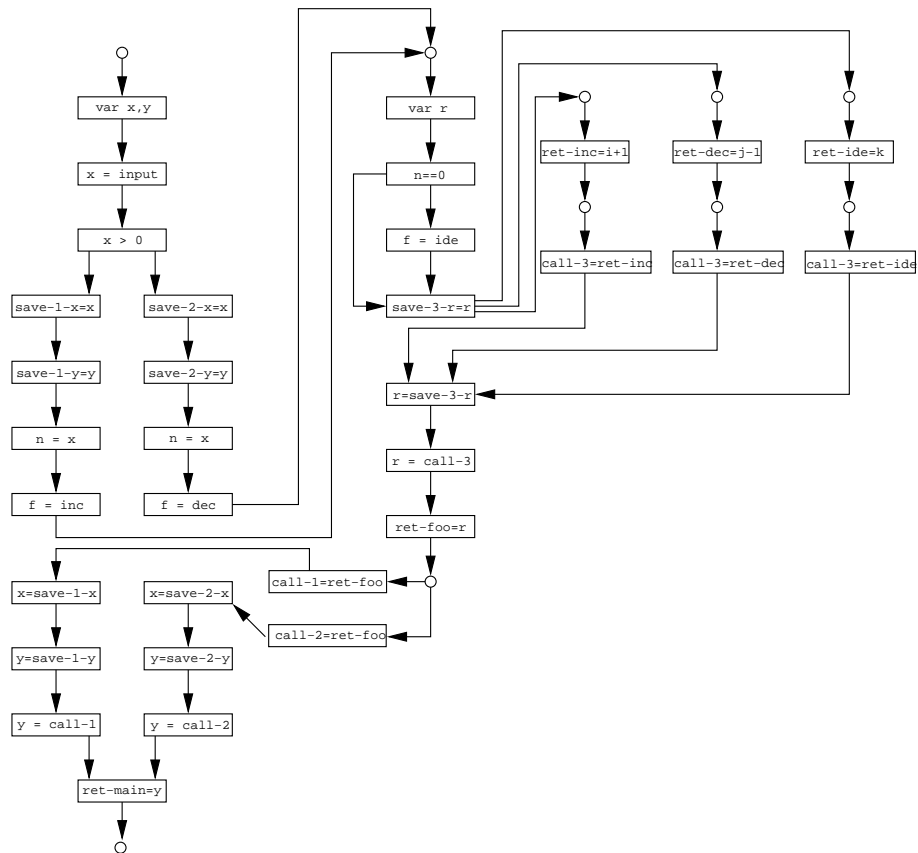 var x,y
x = input
x > 0
save-1-x=x
save-2-x=x
save-1-y=y
save-2-y=y
n = x
n = x
f = inc
f = dec
var r
n==0
f = ide
save-3-r=r
ret-inc=i+1
ret-dec=j-1
ret-ide=k
call-3=ret-inc
call-3=ret-dec
call-3=ret-ide
r=save-3-r
r = call-3
ret-foo=r
call-1=ret-foo
call-2=ret-foo
x=save-1-x
x=save-2-x
y=save-1-y
y=save-2-y
y = call-1
y = call-2
ret-main=y